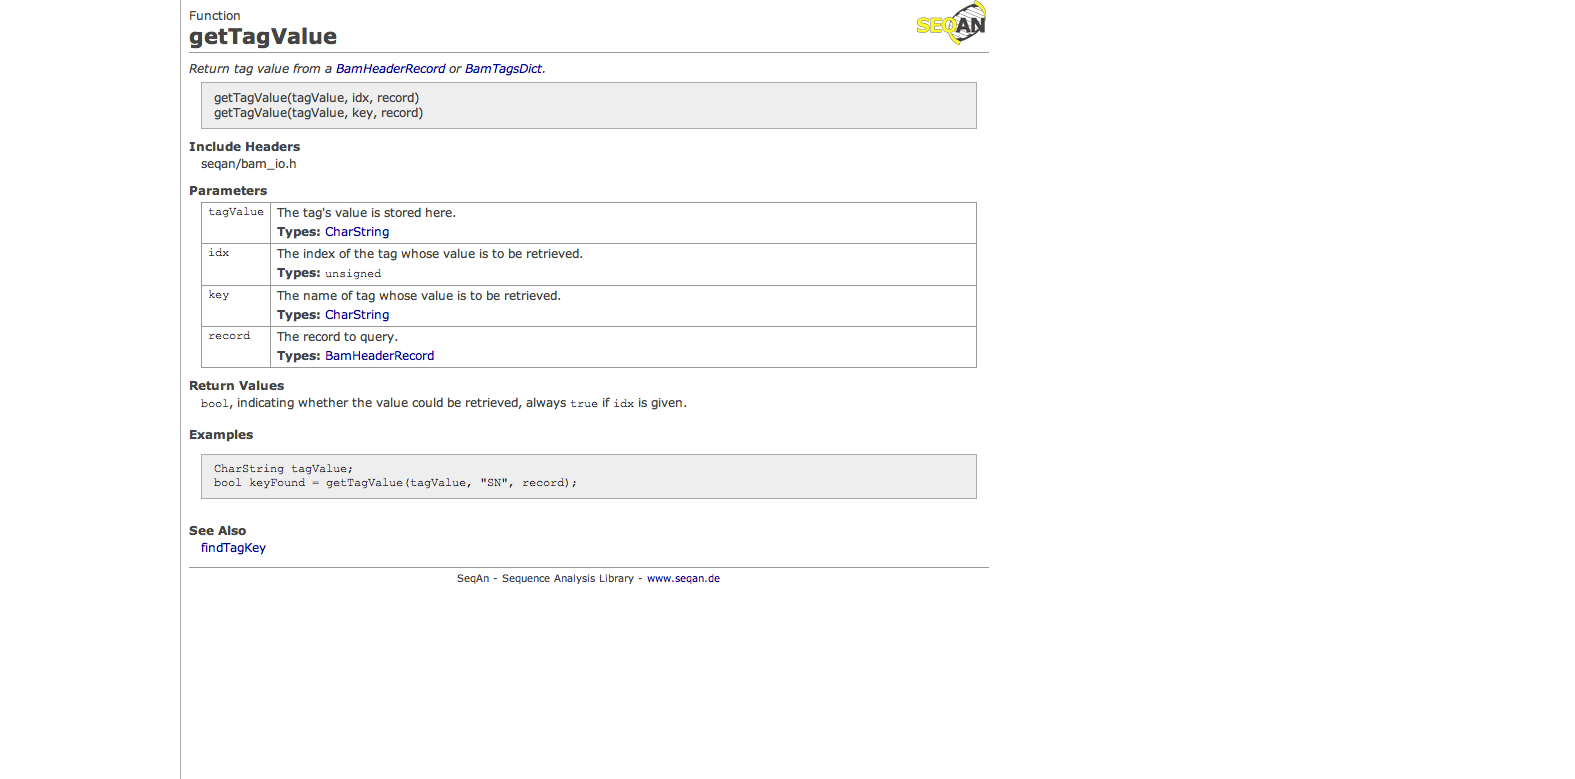 Function
SEQAN
getTagValue
Return tag value from a BamHeaderRecord or BamTagsDict.
getTagValue(tagValue, idx, record)
getTagValue(tagValue, key, record)
Include Headers
seqan/bam_io.h
Parameters
tagValue The tag's value is stored here.
Types: CharString
idx The index of the tag whose value is to be retrieved.
Types: unsigned
key The name of tag whose value is to be retrieved.
Types: CharString
record The record to query.
Types: BamHeaderRecord
Return Values
bool, indicating whether the value could be retrieved, always true if idx is given.
Examples
CharString tagValue;
bool keyFound = getTagValue(tagValue, "SN", record);
See Also
findTagKey
SeqAn - Sequence Analysis Library - www.seqan.de